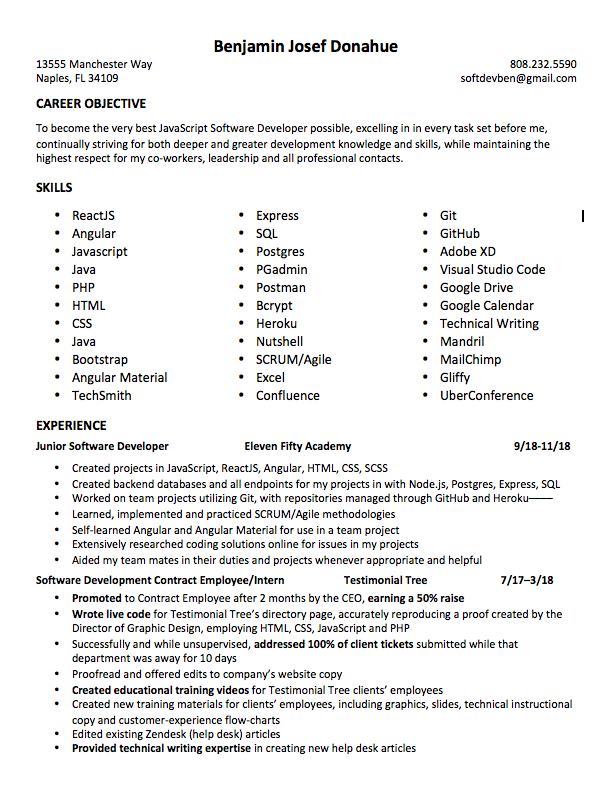 Benjamin Josef Donahue
13555 Manchester Way 808.232.5590
Naples, FL 34109 softdevben@gmail.com
CAREER OBJECTIVE
To become the very best JavaScript Software Developer possible, excelling in in every task set before me,
continually striving for both deeper and greater development knowledge and skills, while maintaining the
highest respect for my co-workers, leadership and all professional contacts.
SKILLS
• ReactJS • Express • Git
• Angular • SQL • GitHub
• Javascript • Postgres • Adobe XD
• Java • PGadmin • Visual Studio Code
• PHP • Postman • Google Drive
• HTML • Bcrypt • Google Calendar
• CSS • Heroku • Technical Writing
• Java • Nutshell • Mandril
• Bootstrap • SCRUM/Agile • MailChimp
• Angular Material • Excel • Gliffy
• TechSmith • Confluence • UberConference
EXPERIENCE
Junior Software Developer Eleven Fifty Academy 9/18-11/18
• Created projects in JavaScript, ReactJS, Angular, HTML, CSS, SCSS
• Created backend databases and all endpoints for my projects in with Node.js, Postgres, Express, SQL
• Worked on team projects utilizing Git, with repositories managed through GitHub and Heroku——
• Learned, implemented and practiced SCRUM/Agile methodologies
• Self-learned Angular and Angular Material for use in a team project
• Extensively researched coding solutions online for issues in my projects
• Aided my team mates in their duties and projects whenever appropriate and helpful
Software Development Contract Employee/Intern Testimonial Tree 7/17–3/18
• Promoted to Contract Employee after 2 months by the CEO, earning a 50% raise
• Wrote live code for Testimonial Tree's directory page, accurately reproducing a proof created by the
Director of Graphic Design, employing HTML, CSS, JavaScript and PHP
• Successfully and while unsupervised, addressed 100% of client tickets submitted while that
department was away for 10 days
• Proofread and offered edits to company's website copy
• Created educational training videos for Testimonial Tree clients' employees
• Created new training materials for clients' employees, including graphics, slides, technical instructional
copy and customer-experience flow-charts
• Edited existing Zendesk (help desk) articles
• Provided technical writing expertise in creating new help desk articles